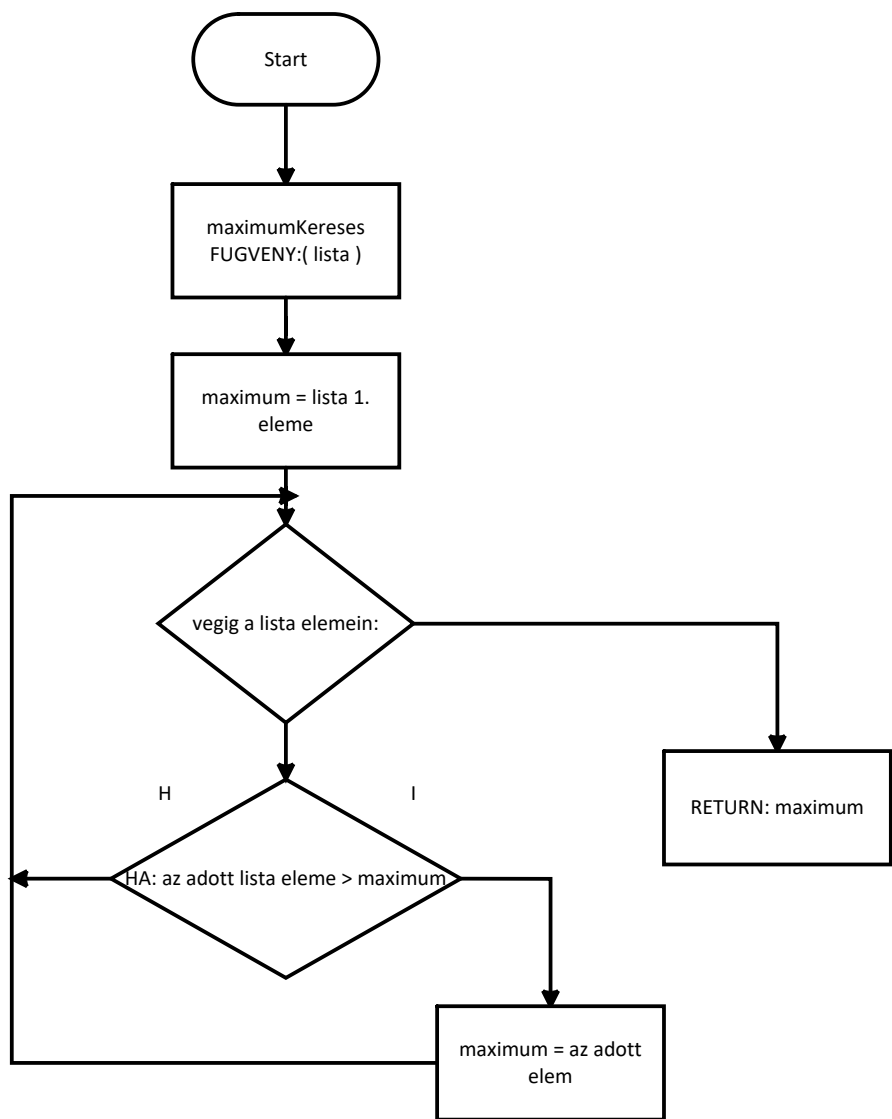 Start
maximumKereses
FUGVENY:( lista )
maximum = lista 1.
eleme
vegig a lista elemein:
RETURN: maximum
H
I
HA: az adott lista eleme > maximum
maximum = az adott
elem